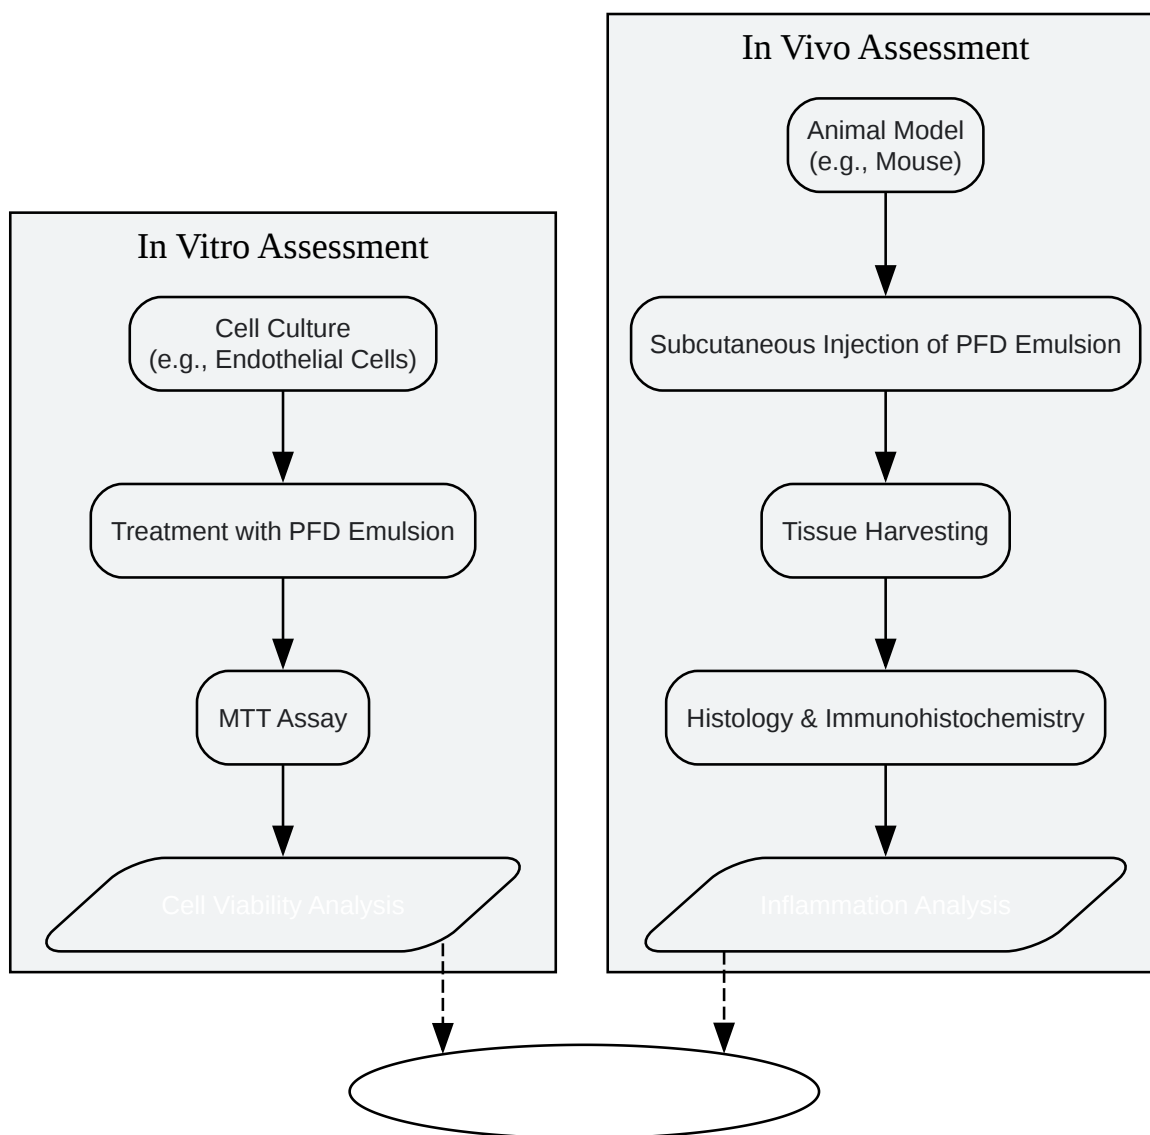 In Vitro Assessment
Cell Culture
(e.g., Endothelial Cells)
Treatment with PFD Emulsion
MTT Assay
Cell Viability Analysis
In Vivo Assessment
Animal Model
(e.g., Mouse)
Subcutaneous Injection of PFD Emulsion
Tissue Harvesting
Histology & Immunohistochemistry
Inflammation Analysis